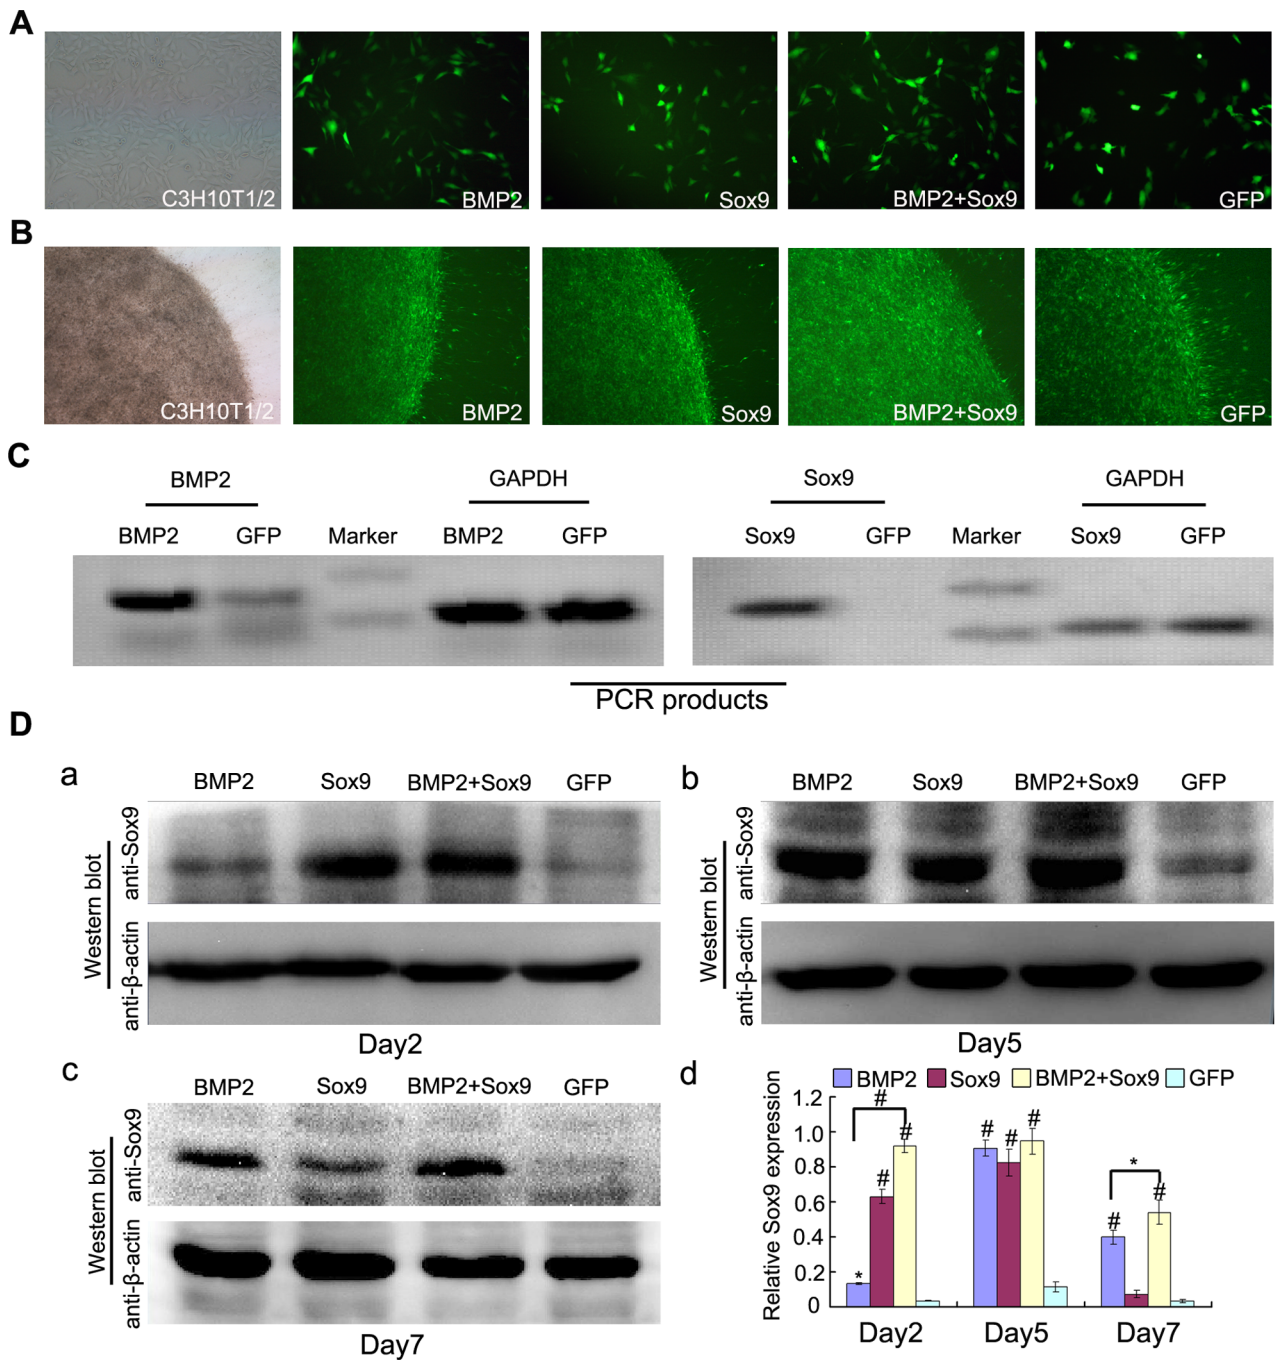 A
C3H10T1/2 BMP2 Sox9 BMP2+Sox9 GFP
B
C3H10T1/2 BMP2 Sox9 BMP2+Sox9 GFP
C
BMP2 GAPDH Sox9 GAPDH
BMP2 GFP Marker BMP2 GFP Sox9 GFP Marker Sox9 GFP
PCR products
D
a
BMP2 Sox9 BMP2+Sox9 GFP
Western blot
anti-Sox9
anti-β-actin
Day2
b
BMP2 Sox9 BMP2+Sox9 GFP
Western blot
anti-Sox9
anti-β-actin
Day5
c
BMP2 Sox9 BMP2+Sox9 GFP
Western blot
anti-Sox9
anti-β-actin
Day7
d
BMP2 Sox9 BMP2+Sox9 GFP
Relative Sox9 expression
1.2
1.0
0.8
0.6
0.4
0.2
0
# # # *
# # #
* # #
Day2 Day5 Day7